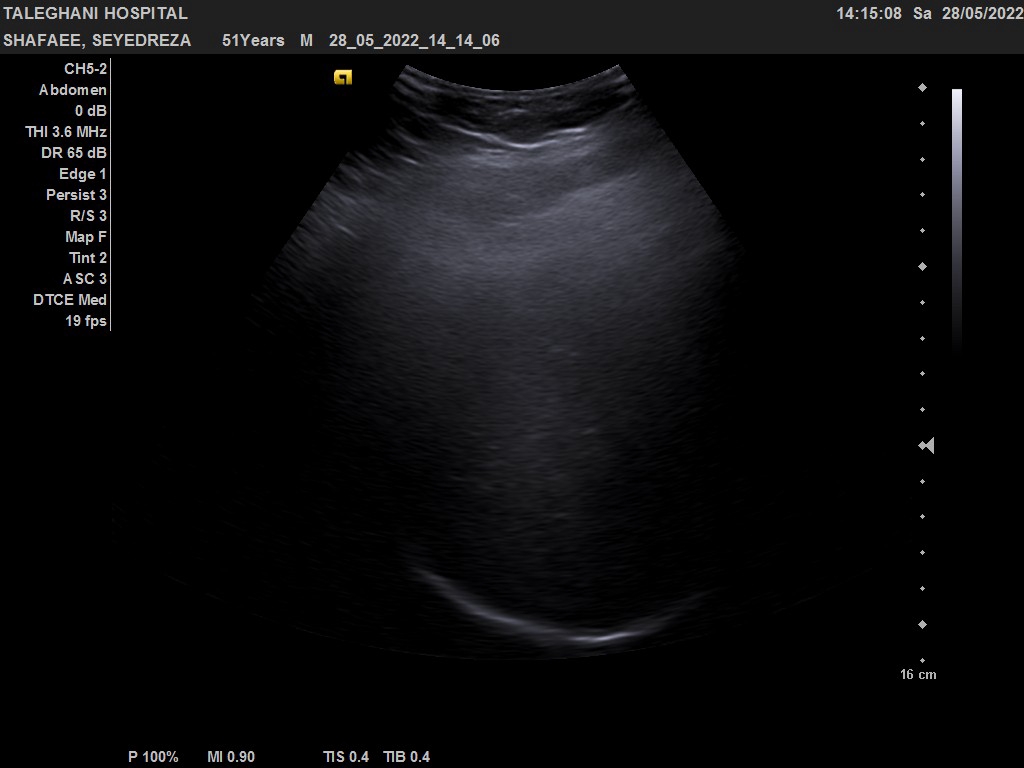 TALEGHANI HOSPITAL 14:15:08 Sa 28/05/2022
SHAFAEE, SEYEDREZA 51Years M 28_05_2022_14_14_06
CH5-2
Abdomen
0 dB
THI 3.6 MHz
DR 65 dB
Edge 1
Persist 3
R/S 3
Map F
Tint 2
ASC 3
DTCE Med
19 fps
16 cm
P 100% MI 0.90 TIS 0.4 TIB 0.4